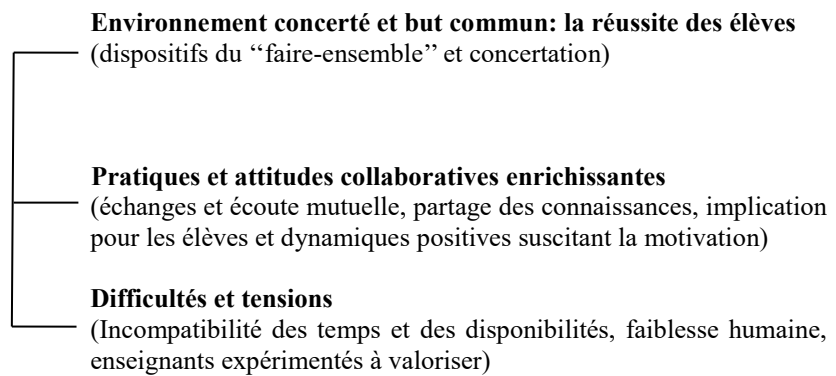 Environnement concerté et but commun: la réussite des élèves
(dispositifs du ‘‘faire-ensemble’’ et concertation)
Pratiques et attitudes collaboratives enrichissantes
(échanges et écoute mutuelle, partage des connaissances, implication
pour les élèves et dynamiques positives suscitant la motivation)
Difficultés et tensions
(Incompatibilité des temps et des disponibilités, faiblesse humaine,
enseignants expérimentés à valoriser)